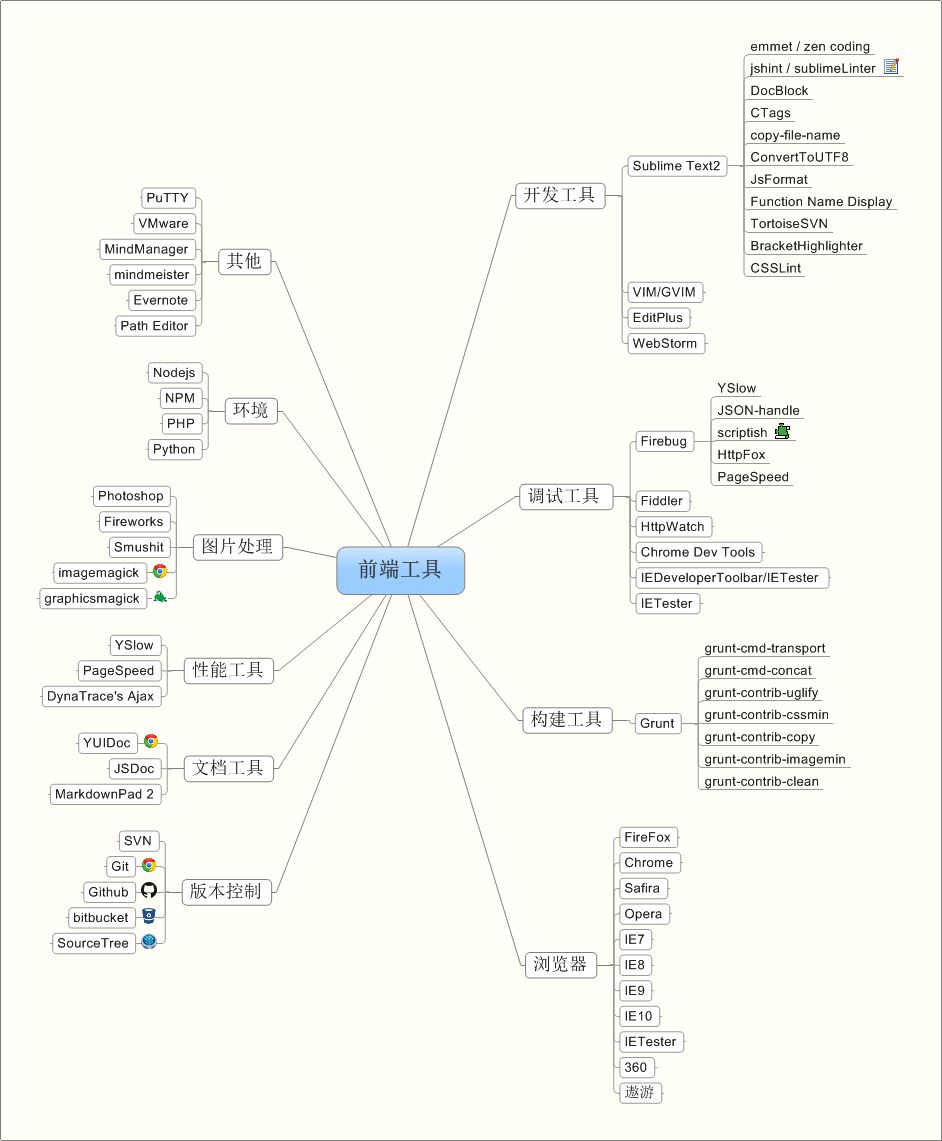 前端工具
开发工具
Sublime Text2
emmet / zen coding
jshint / sublimeLinter
DocBlock
CTags
copy-file-name
ConvertToUTF8
JsFormat
Function Name Display
TortoiseSVN
BracketHighlighter
CSSLint
VIM/GVIM
EditPlus
WebStorm
调试工具
Firebug
YSlow
JSON-handle
scriptish
HttpFox
PageSpeed
Fiddler
HttpWatch
Chrome Dev Tools
IEDeveloperToolbar/IETester
IETester
构建工具
Grunt
grunt-cmd-transport
grunt-cmd-concat
grunt-contrib-uglify
grunt-contrib-cssmin
grunt-contrib-copy
grunt-contrib-imagemin
grunt-contrib-clean
浏览器
FireFox
Chrome
Safira
Opera
IE7
IE8
IE9
IE10
IETester
360
遨游
其他
PuTTY
VMware
MindManager
mindmeister
Evernote
Path Editor
环境
Nodejs
NPM
PHP
Python
图片处理
Photoshop
Fireworks
Smushit
imagemagick
graphicsmagick
性能工具
YSlow
PageSpeed
DynaTrace's Ajax
文档工具
YUIDoc
JSDoc
MarkdownPad 2
版本控制
SVN
Git
Github
bitbucket
SourceTree